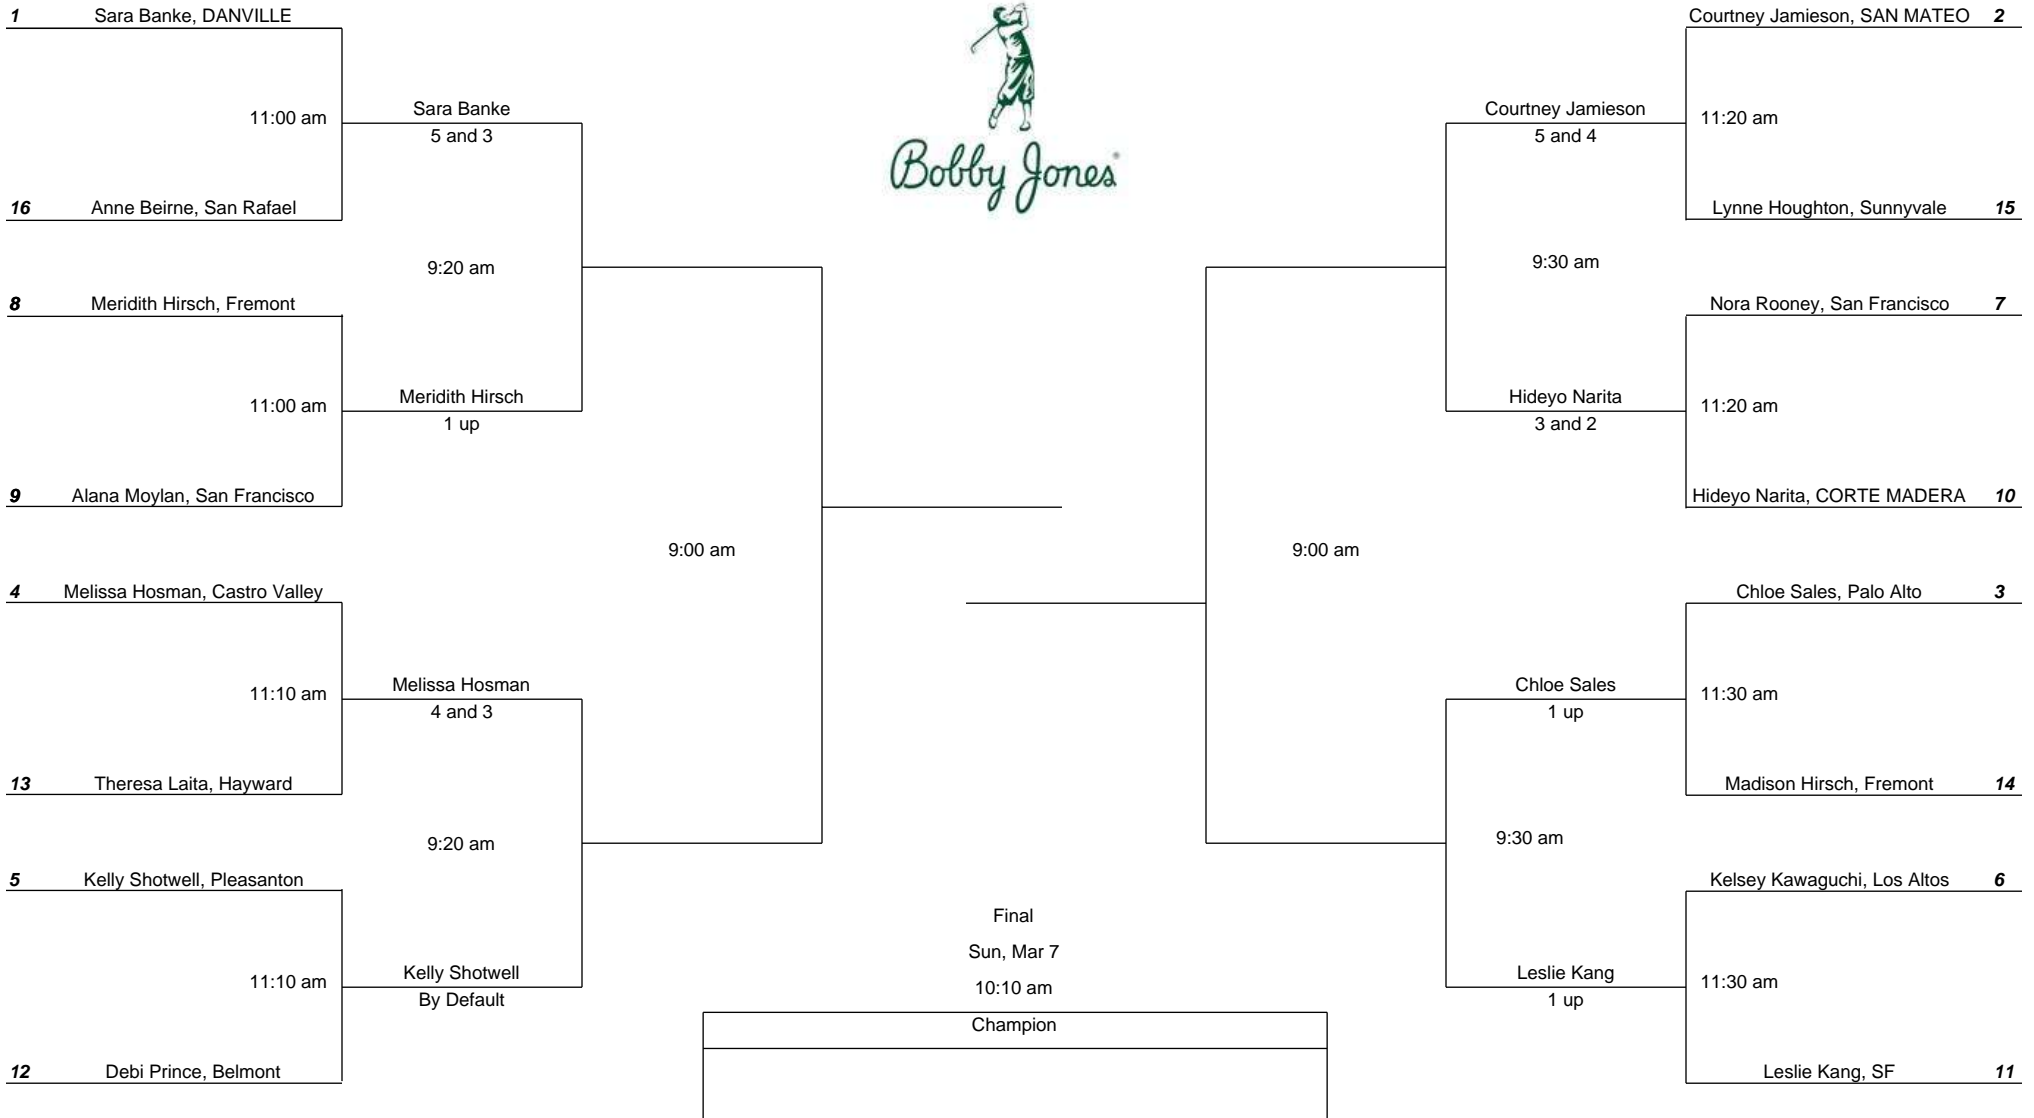 1 Sara Banke, DANVILLE
11:00 am
Sara Banke
5 and 3
16 Anne Beirne, San Rafael
9:20 am
8 Meridith Hirsch, Fremont
11:00 am
Meridith Hirsch
1 up
9 Alana Moylan, San Francisco
9:00 am
4 Melissa Hosman, Castro Valley
11:10 am
Melissa Hosman
4 and 3
13 Theresa Laita, Hayward
9:20 am
5 Kelly Shotwell, Pleasanton
11:10 am
Kelly Shotwell
By Default
12 Debi Prince, Belmont
Bobby Jones®
Final
Sun, Mar 7
10:10 am
Champion
Courtney Jamieson, SAN MATEO 2
Courtney Jamieson
5 and 4
11:20 am
Lynne Houghton, Sunnyvale 15
9:30 am
Nora Rooney, San Francisco 7
Hideyo Narita
3 and 2
11:20 am
Hideyo Narita, CORTE MADERA 10
9:00 am
Chloe Sales, Palo Alto 3
Chloe Sales
1 up
11:30 am
Madison Hirsch, Fremont 14
9:30 am
Kelsey Kawaguchi, Los Altos 6
Leslie Kang
1 up
11:30 am
Leslie Kang, SF 11